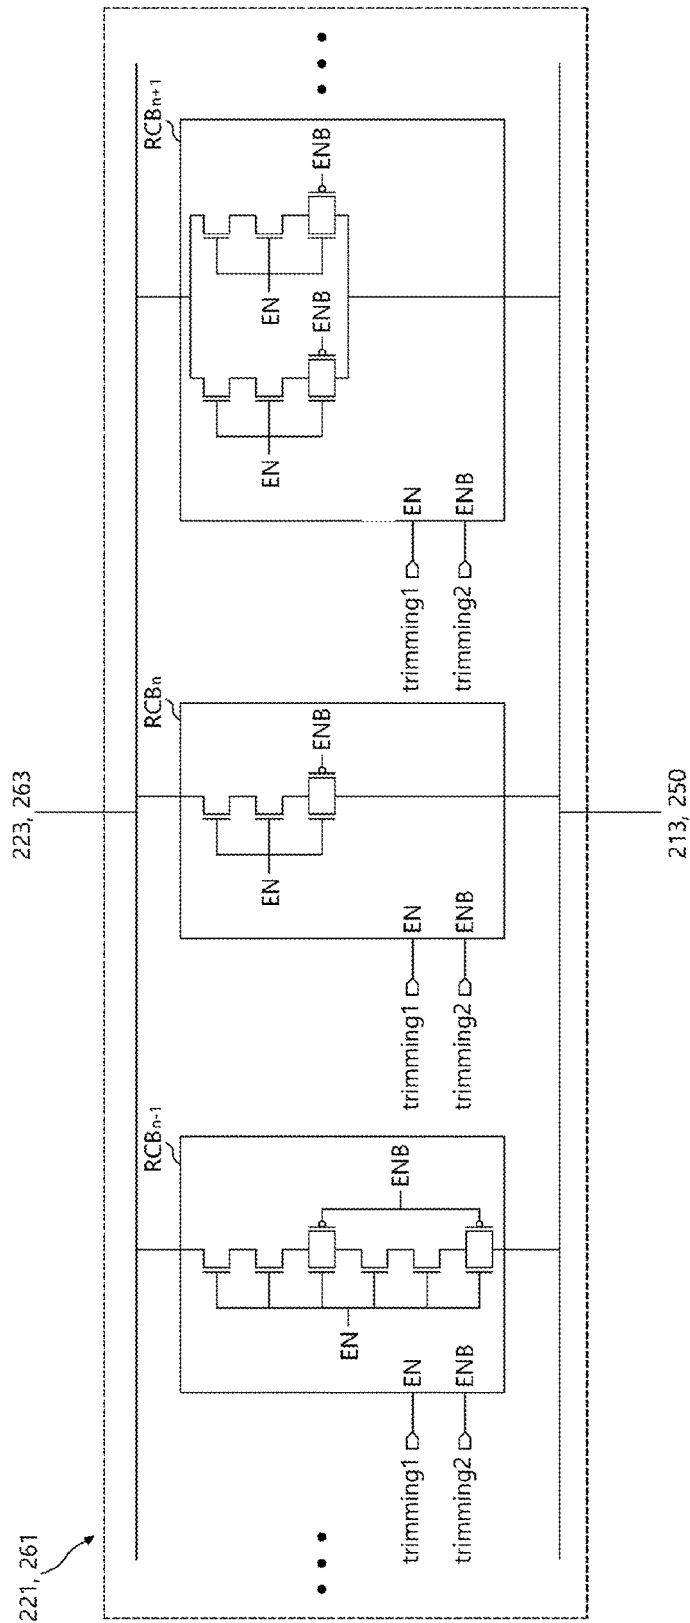 221, 261
223, 263
RCBn-1
EN
ENB
EN
ENB
trimming1
trimming2
RCBn
EN
ENB
EN
ENB
trimming1
trimming2
RCBn+1
EN
ENB
EN
ENB
EN
ENB
trimming1
trimming2
213, 250